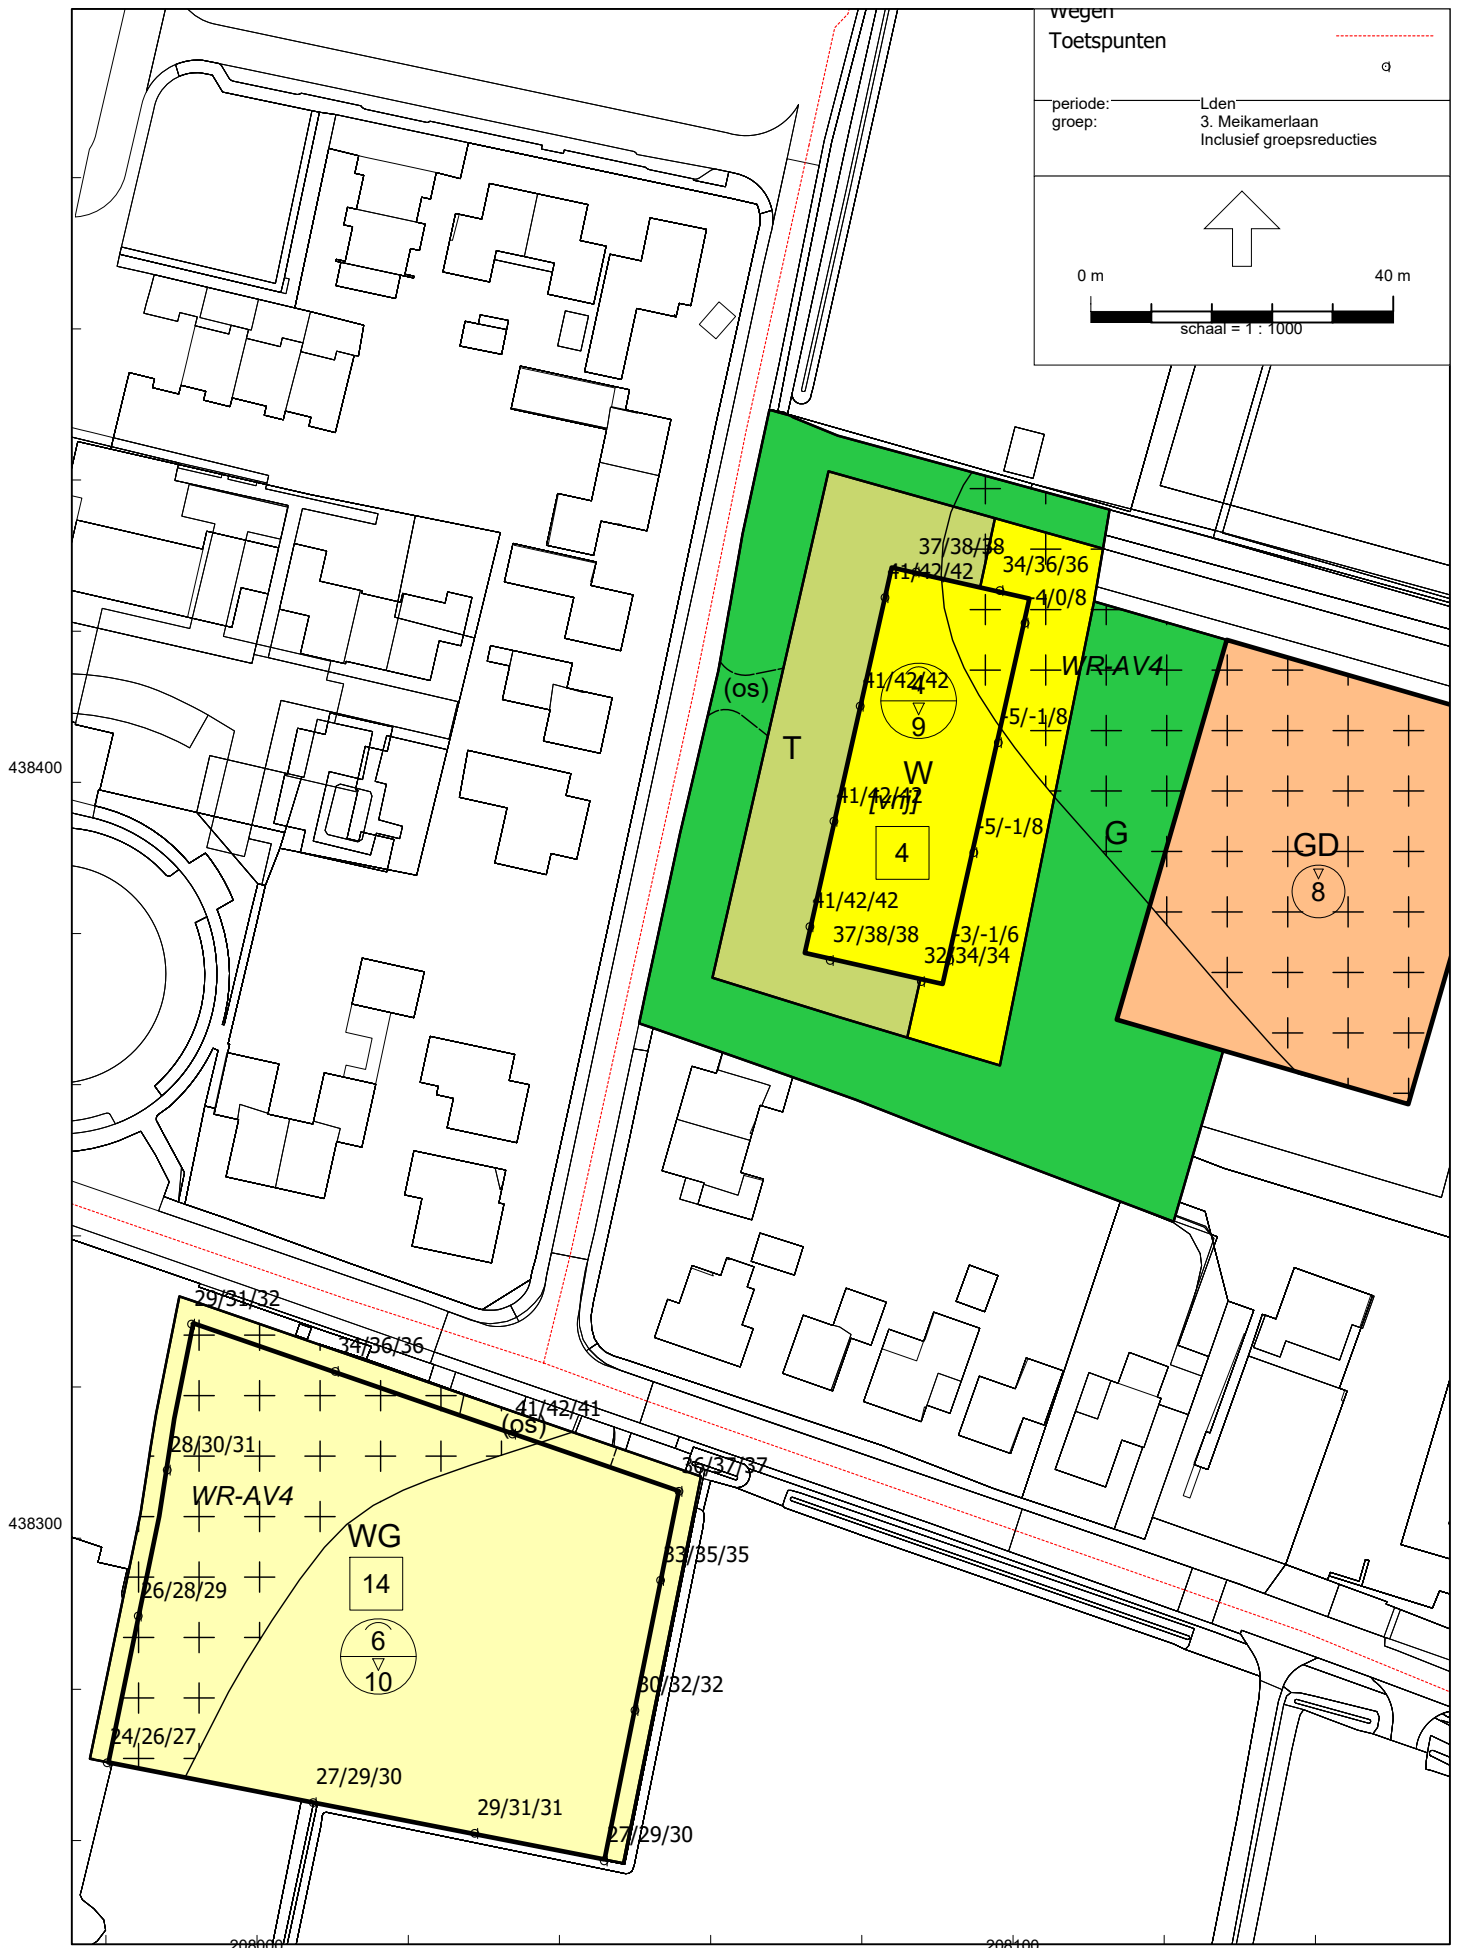 Wegen
Toetspunten
periode: Lden
groep: 3. Meikamerlaan
Inclusief groepsreducties
0 m 40 m
schaal = 1 : 1000
37/38/38
41/42/42
34/36/36
-4/0/8
WR-AV4
(os)
41/42/42
4
9
-5/-1/8
T
W
[vrij]
41/42/42
4
-5/-1/8
G
GD
8
438400
41/42/42
37/38/38
-3/-1/6
32/34/34
29/31/32
34/36/36
41/42/41
(os)
28/30/31
36/37/37
WR-AV4
438300
WG
14
33/35/35
26/28/29
6
10
30/32/32
24/26/27
27/29/30
29/31/31
27/29/30
208000
208100